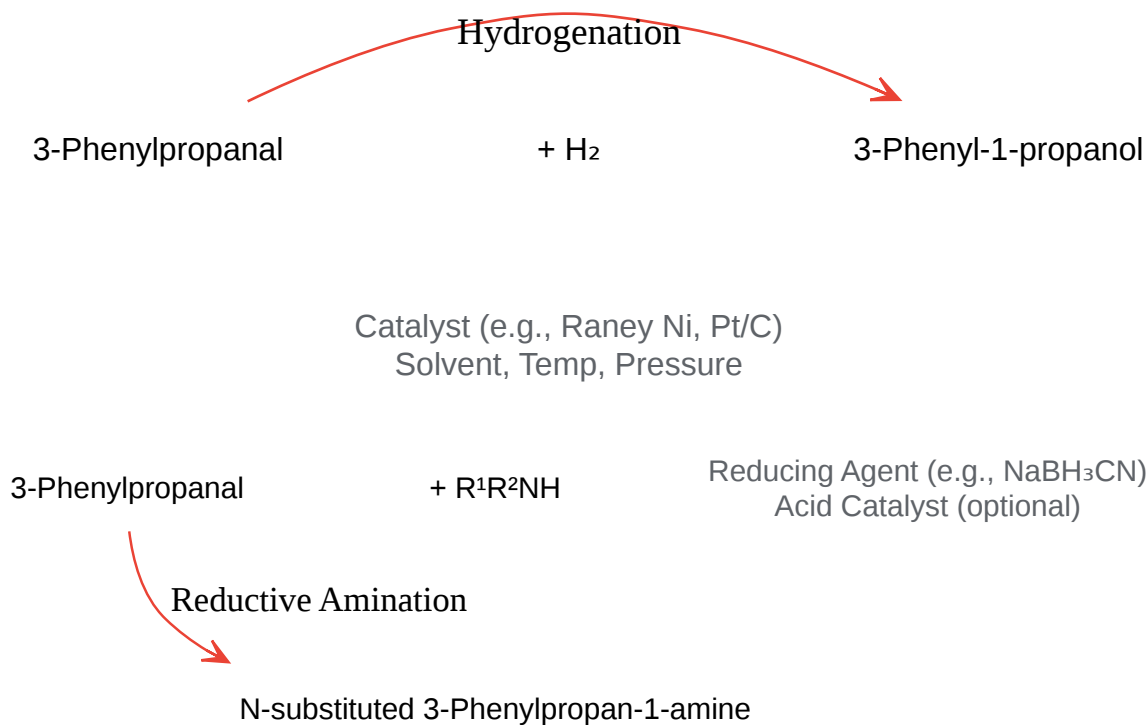 Hydrogenation
3-Phenylpropanal + H₂ 3-Phenyl-1-propanol
Catalyst (e.g., Raney Ni, Pt/C)
Solvent, Temp, Pressure
3-Phenylpropanal + R¹R²NH Reducing Agent (e.g., NaBH₃CN)
Acid Catalyst (optional)
Reductive Amination
N-substituted 3-Phenylpropan-1-amine